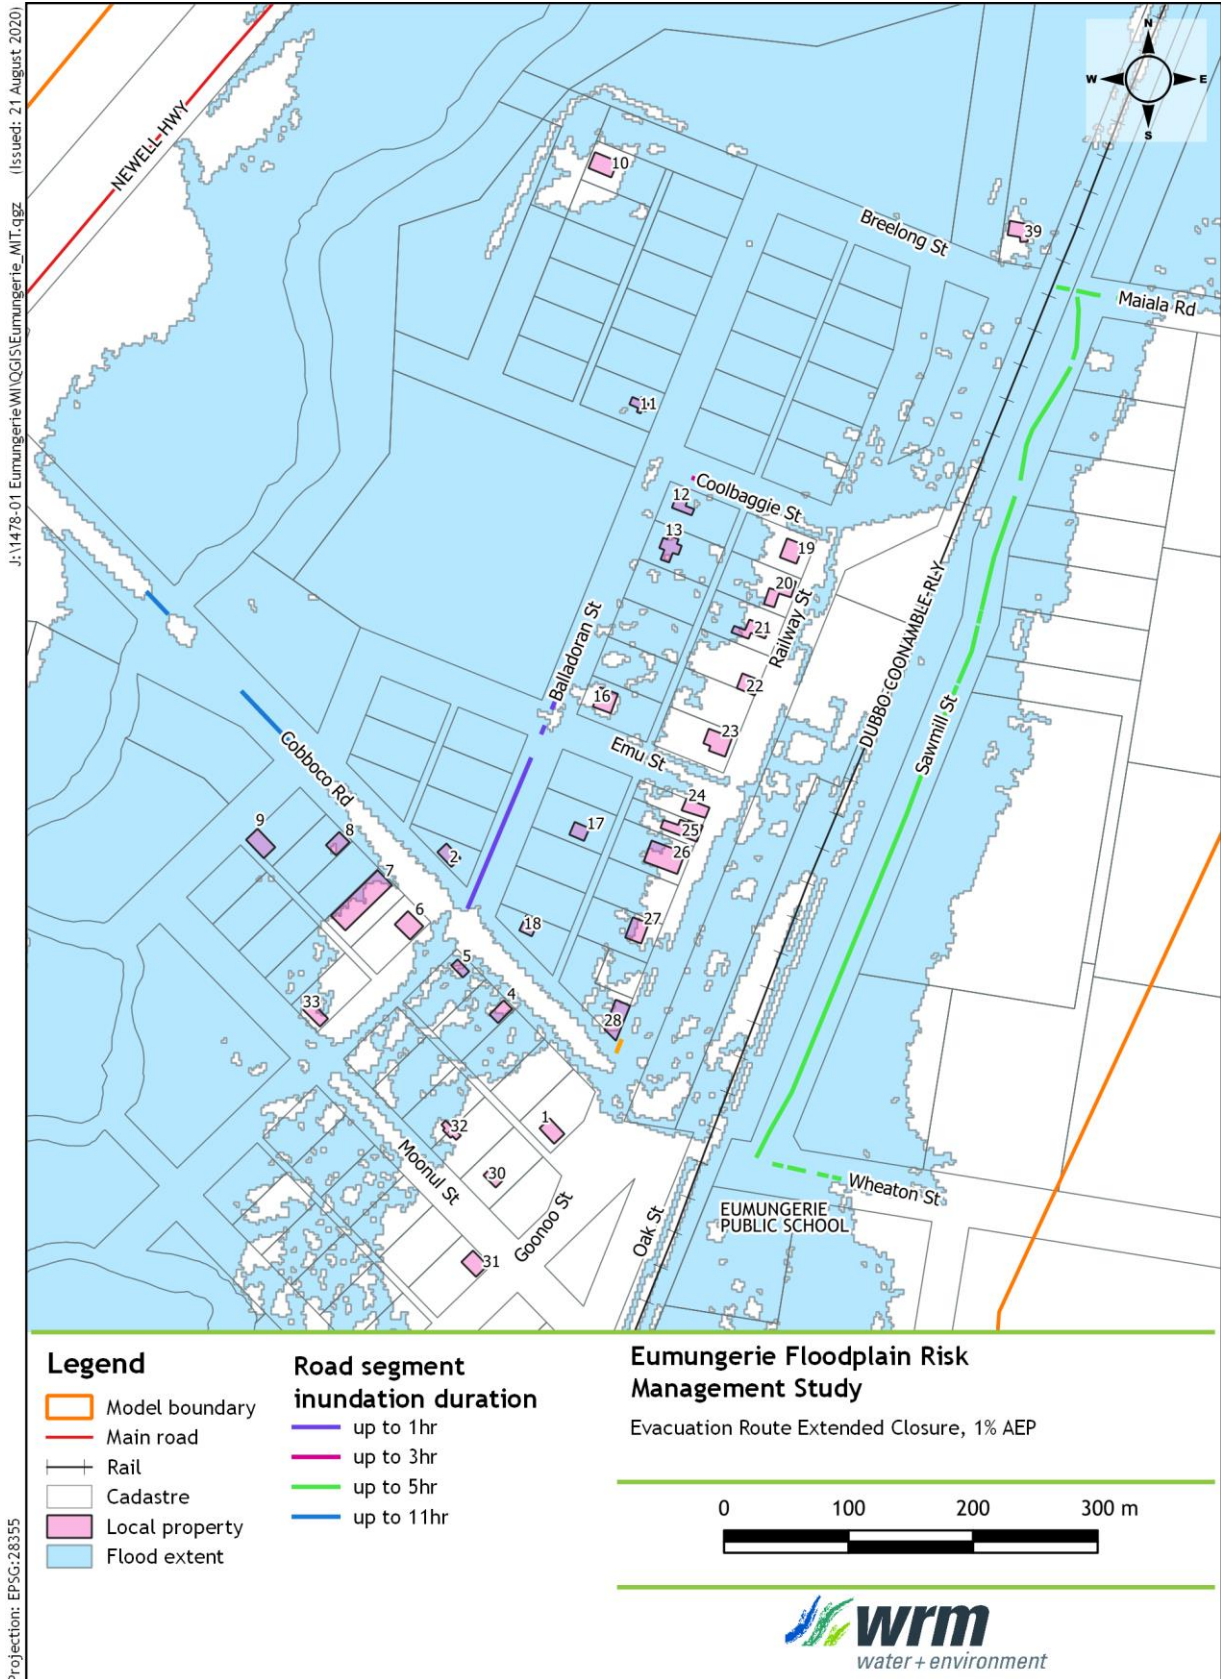 J:\1478-01 Eumungerie\MI\QGIS\Eumungerie_MIT.qgz (Issued: 21 August 2020)
Projection: EPSG:28355
N
W
E
S
NEWELL HWY
10
39
Breelong St
Maiala Rd
11
12
Coolbaggie St
13
19
20
21
Railway St
22
Balladoran St
16
23
Emu St
DUBBO-COONAMBLE-RLY
Sawmill St
Cobboco Rd
24
25
26
17
9
8
2
7
6
18
27
5
4
33
28
32
1
30
Moonul St
Goonoo St
31
Oak St
Wheaton St
EUMUNGERIE
PUBLIC SCHOOL
Legend
Model boundary
Main road
Rail
Cadastre
Local property
Flood extent
Road segment
inundation duration
up to 1hr
up to 3hr
up to 5hr
up to 11hr
Eumungerie Floodplain Risk
Management Study
Evacuation Route Extended Closure, 1% AEP
0 100 200 300 m
wrm
water + environment